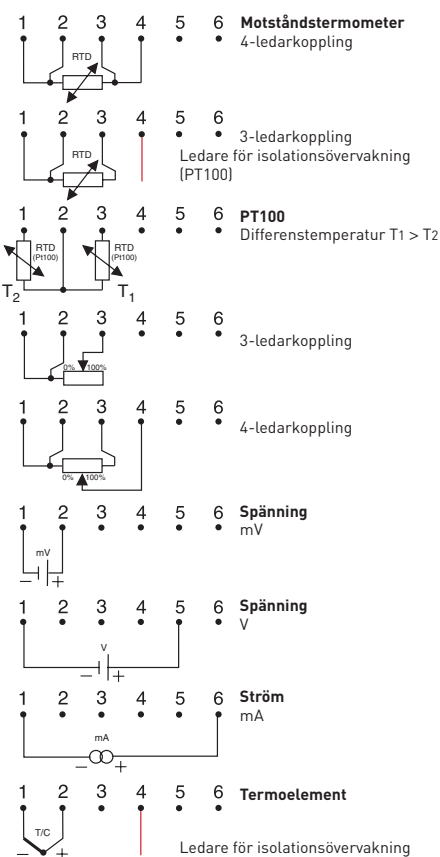 1 2 3 4 5 6 Motståndstermometer
4-ledarkoppling
RTD
1 2 3 4 5 6
3-ledarkoppling
RTD
Ledare för isolationsövervakning
(PT100)
1 2 3 4 5 6 PT100
Differenstemperatur T1 > T2
RTD RTD
(Pt100) (Pt100)
T2 T1
1 2 3 4 5 6
3-ledarkoppling
0% 100%
1 2 3 4 5 6
4-ledarkoppling
0% 100%
1 2 3 4 5 6 Spänning
mV
mV
– +
1 2 3 4 5 6 Spänning
V
V
– +
1 2 3 4 5 6 Ström
mA
mA
– +
1 2 3 4 5 6 Termoelement
T/C
– +
Ledare för isolationsövervakning